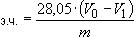 э.ч. = 28,05·(V₀ − V₁) / m